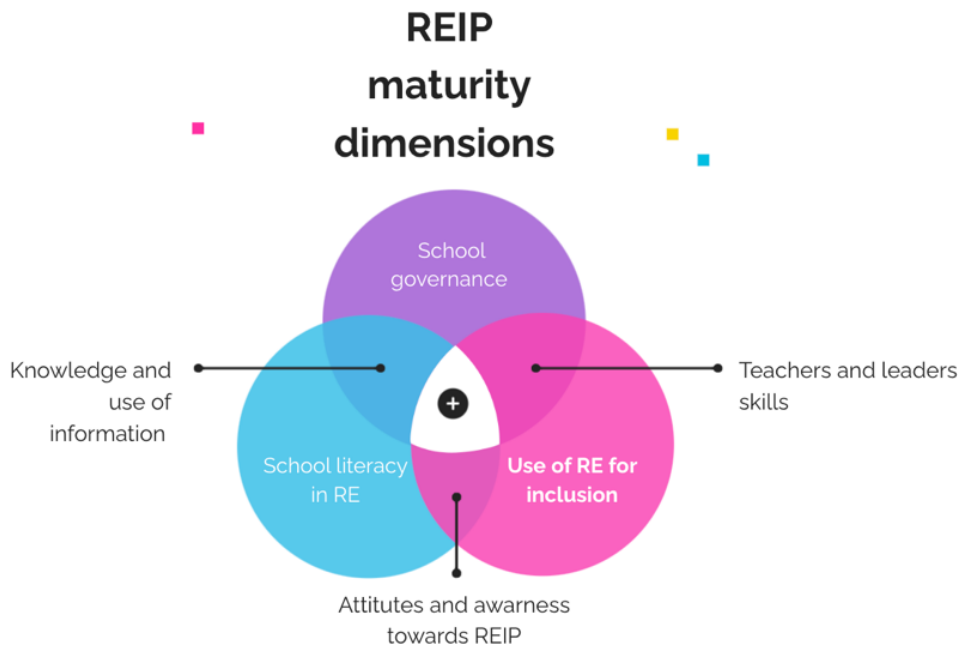 REIP
maturity
dimensions
School
governance
Knowledge and
use of
information
Teachers and leaders
skills
School literacy
in RE
Use of RE for
inclusion
Attitutes and awarness
towards REIP